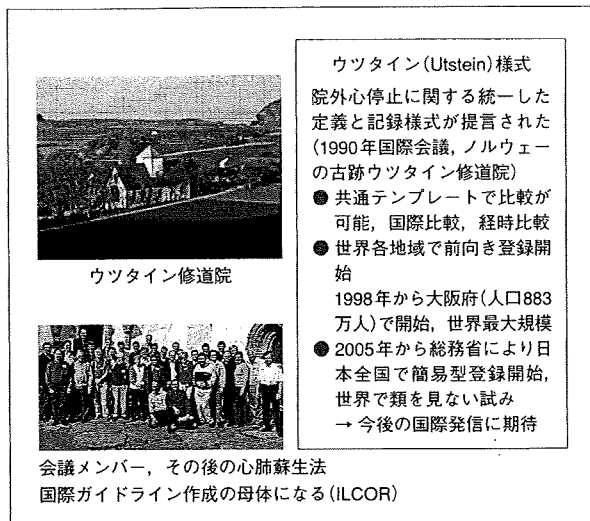 ウツタイン修道院
会議メンバー，その後の心肺蘇生法
国際ガイドライン作成の母体になる(ILCOR)
ウツタイン(Utstein)様式
院外心停止に関する統一した
定義と記録様式が提言された
(1990年国際会議，ノルウェー
の古跡ウツタイン修道院)
● 共通テンプレートで比較が
可能，国際比較，経時比較
● 世界各地域で前向き登録開
始
1998年から大阪府(人口883
万人)で開始，世界最大規模
● 2005年から総務省により日
本全国で簡易型登録開始，
世界で類を見ない試み
→ 今後の国際発信に期待